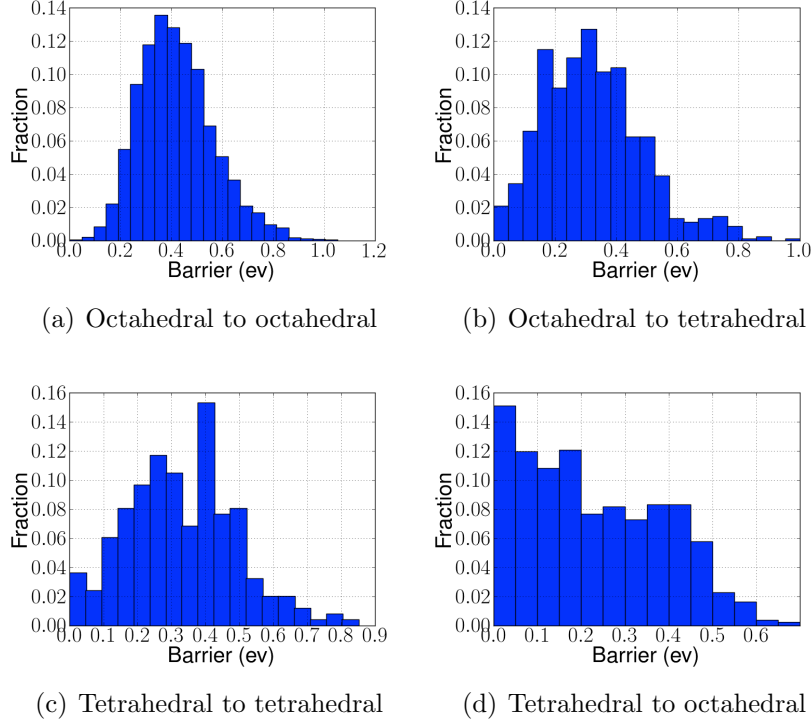 0.14
0.12
0.10
0.08
0.06
0.04
0.02
0.00
Fraction
0.0 0.2 0.4 0.6 0.8 1.0 1.2
Barrier (ev)
(a) Octahedral to octahedral
0.14
0.12
0.10
0.08
0.06
0.04
0.02
0.00
Fraction
0.0 0.2 0.4 0.6 0.8 1.0
Barrier (ev)
(b) Octahedral to tetrahedral
0.16
0.14
0.12
0.10
0.08
0.06
0.04
0.02
0.00
Fraction
0.0 0.1 0.2 0.3 0.4 0.5 0.6 0.7 0.8 0.9
Barrier (ev)
(c) Tetrahedral to tetrahedral
0.16
0.14
0.12
0.10
0.08
0.06
0.04
0.02
0.00
Fraction
0.0 0.1 0.2 0.3 0.4 0.5 0.6
Barrier (ev)
(d) Tetrahedral to octahedral